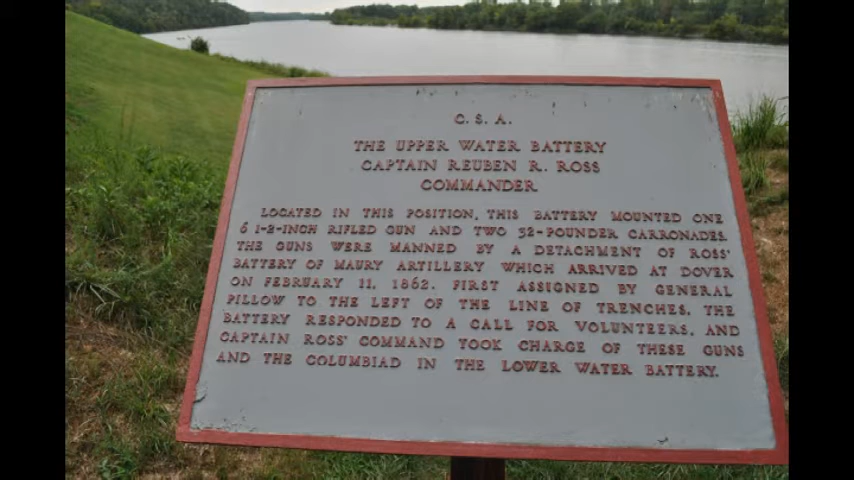 C. S. A.
THE UPPER WATER BATTERY
CAPTAIN REUBEN R. ROSS
COMMANDER
LOCATED IN THIS POSITION, THIS BATTERY MOUNTED ONE
6 1-2-INCH RIFLED GUN AND TWO 32-POUNDER CARRONADES.
THE GUNS WERE MANNED BY A DETACHMENT OF ROSS'
BATTERY OF MAURY ARTILLERY WHICH ARRIVED AT DOVER
ON FEBRUARY 11, 1862. FIRST ASSIGNED BY GENERAL
PILLOW TO THE LEFT OF THE LINE OF TRENCHES, THE
BATTERY RESPONDED TO A CALL FOR VOLUNTEERS, AND
CAPTAIN ROSS' COMMAND TOOK CHARGE OF THESE GUNS
AND THE COLUMBIAD IN THE LOWER WATER BATTERY.